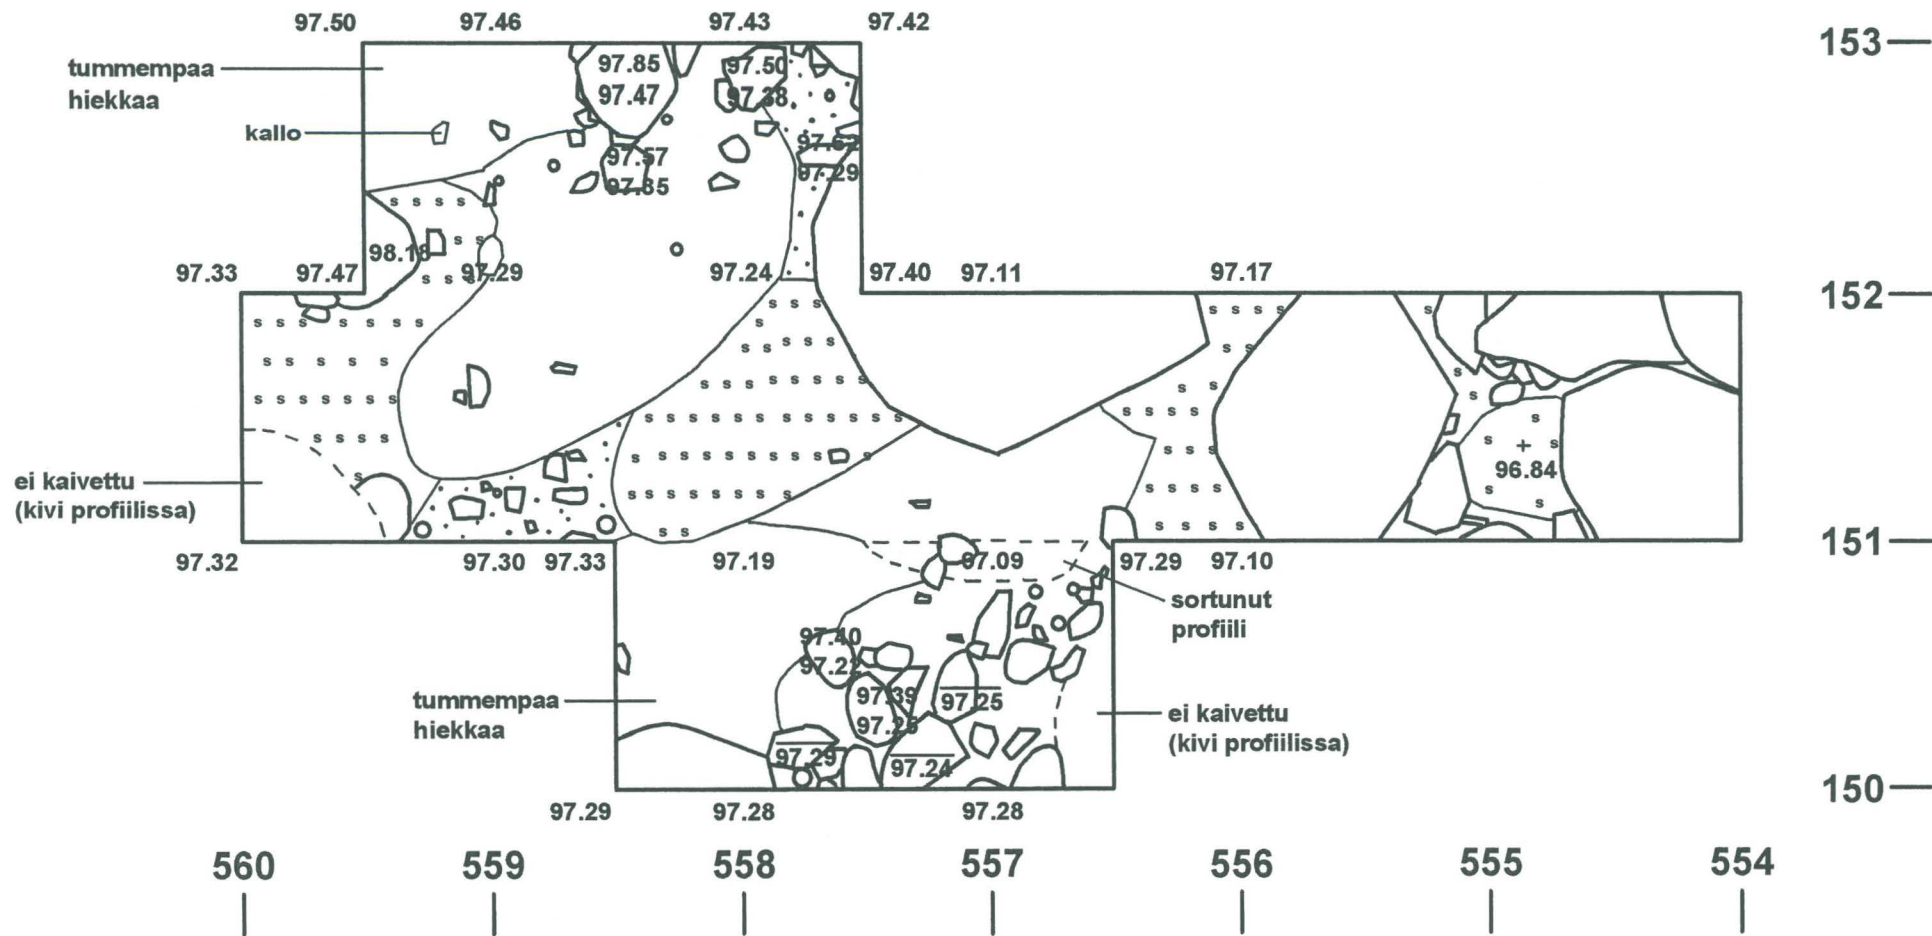 97.50 97.46 97.43 97.42
153
tummempaa
hiekkaa
97.85
97.47
97.50
97.38
kallo
97.57
97.35
97.52
97.29
98.18
97.33 97.47 97.29 97.24 97.40 97.11 97.17
152
s s s s
s s
s s s
s s s s s s s
s s s s s
s s s s s s s
s s s s
s
s s s
s s s s s
s s s s s s s s
s s s s s s s s s s s s
s s s s s s s s s
s s s s s s s s
s s
s s s s
s s
s s
s s s s
s s s
s s s s
s s s s
s
s
s
s
s s
s
s
+
96.84
ei kaivettu
(kivi profiilissa)
151
97.32 97.30 97.33 97.19 97.09 97.29 97.10
sortunut
profiili
97.40
97.22
97.39
97.25
97.25
tummempaa
hiekkaa
ei kaivettu
(kivi profiilissa)
97.29
97.24
150
97.29 97.28 97.28
560 559 558 557 556 555 554